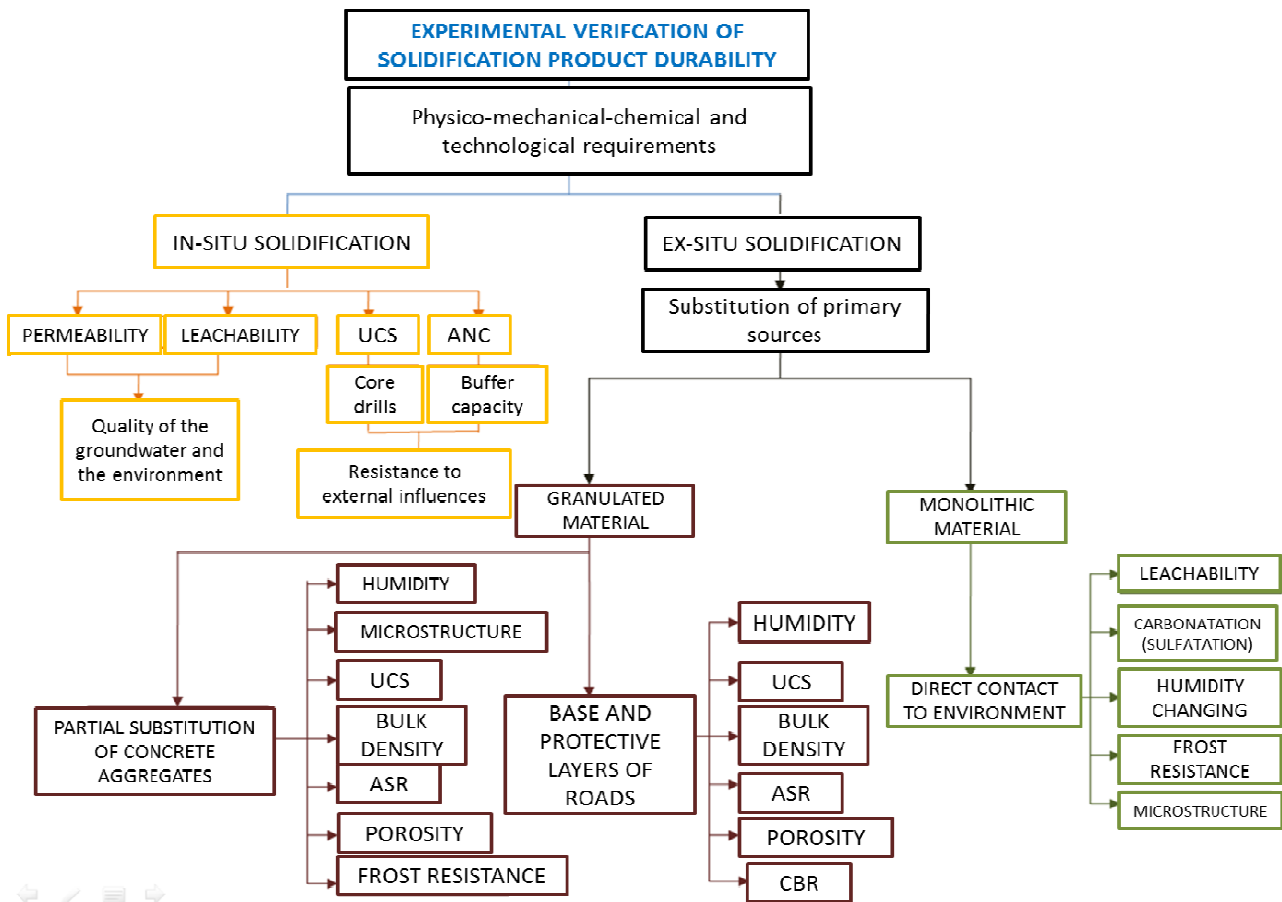 EXPERIMENTAL VERIFCATION OF
SOLIDIFICATION PRODUCT DURABILITY
Physico-mechanical-chemical and
technological requirements
IN-SITU SOLIDIFICATION
EX-SITU SOLIDIFICATION
Substitution of primary
sources
PERMEABILITY
LEACHABILITY
UCS
ANC
Core
drills
Buffer
capacity
Quality of the
groundwater and
the environment
Resistance to
external influences
GRANULATED
MATERIAL
MONOLITHIC
MATERIAL
PARTIAL SUBSTITUTION
OF CONCRETE
AGGREGATES
HUMIDITY
MICROSTRUCTURE
UCS
BULK
DENSITY
ASR
POROSITY
FROST RESISTANCE
BASE AND
PROTECTIVE
LAYERS OF
ROADS
HUMIDITY
UCS
BULK
DENSITY
ASR
POROSITY
CBR
DIRECT CONTACT
TO ENVIRONMENT
LEACHABILITY
CARBONATATION
(SULFATATION)
HUMIDITY
CHANGING
FROST
RESISTANCE
MICROSTRUCTURE